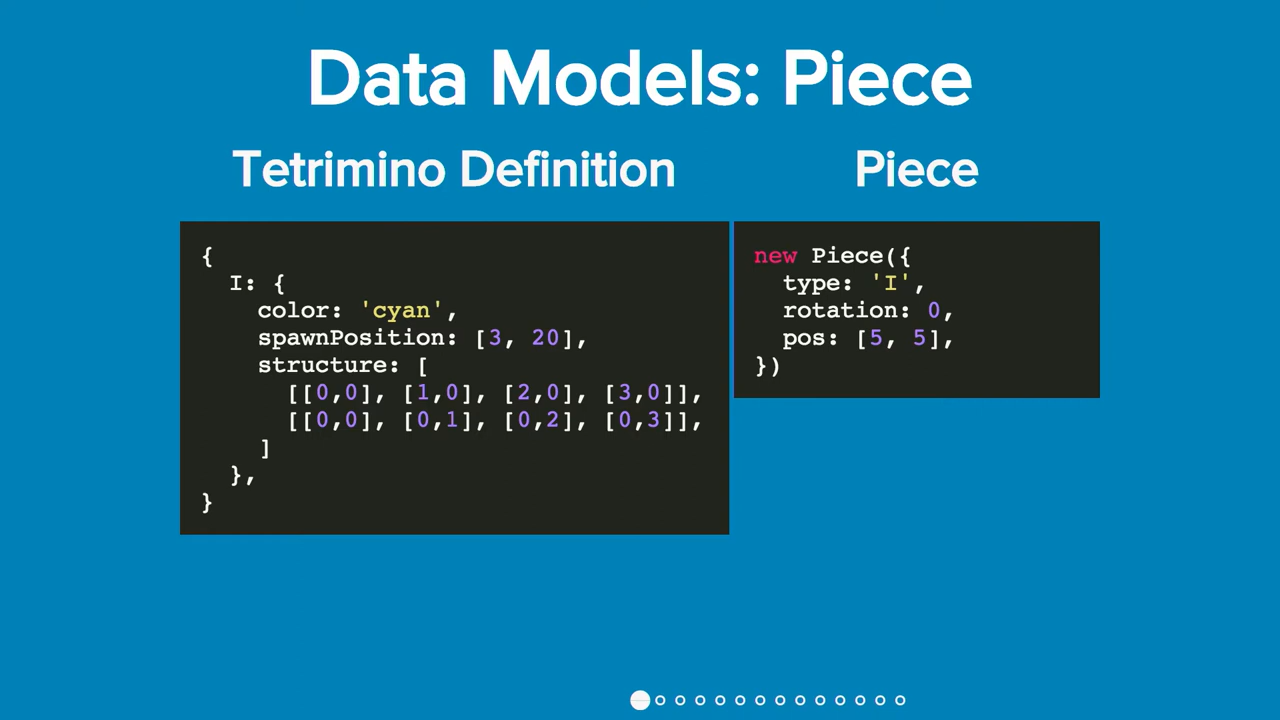 Data Models: Piece
Tetrimino Definition
{
  I: {
    color: 'cyan',
    spawnPosition: [3, 20],
    structure: [
      [[0,0], [1,0], [2,0], [3,0]],
      [[0,0], [0,1], [0,2], [0,3]],
    ]
  },
}
Piece
new Piece({
  type: 'I',
  rotation: 0,
  pos: [5, 5],
})